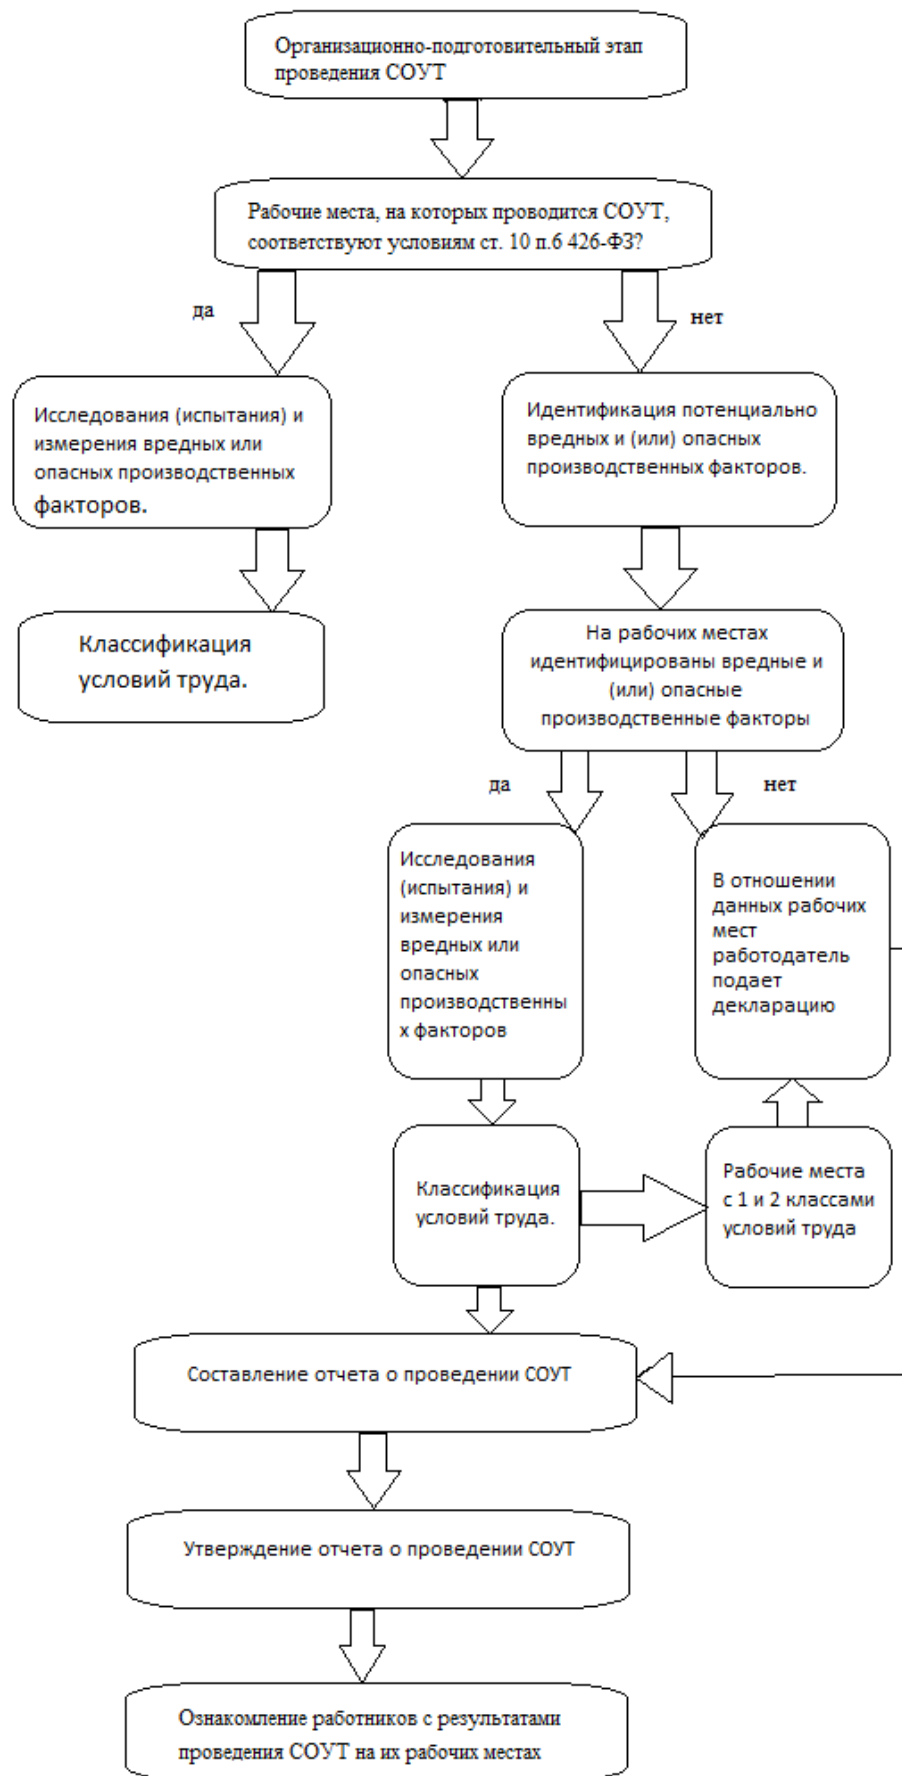 Организационно-подготовительный этап
проведения СОУТ
Рабочие места, на которых проводится СОУТ,
соответствуют условиям ст. 10 п.6 426-ФЗ?
да
нет
Исследования (испытания) и
измерения вредных или
опасных производственных
факторов.
Идентификация потенциально
вредных и (или) опасных
производственных факторов.
Классификация
условий труда.
На рабочих местах
идентифицированы вредные и
(или) опасные
производственные факторы
да
нет
Исследования
(испытания) и
измерения
вредных или
опасных
производственны
х факторов
В отношении
данных рабочих
мест
работодатель
подает
декларацию
Классификация
условий труда.
Рабочие места
с 1 и 2 классами
условий труда
Составление отчета о проведении СОУТ
Утверждение отчета о проведении СОУТ
Ознакомление работников с результатами
проведения СОУТ на их рабочих местах